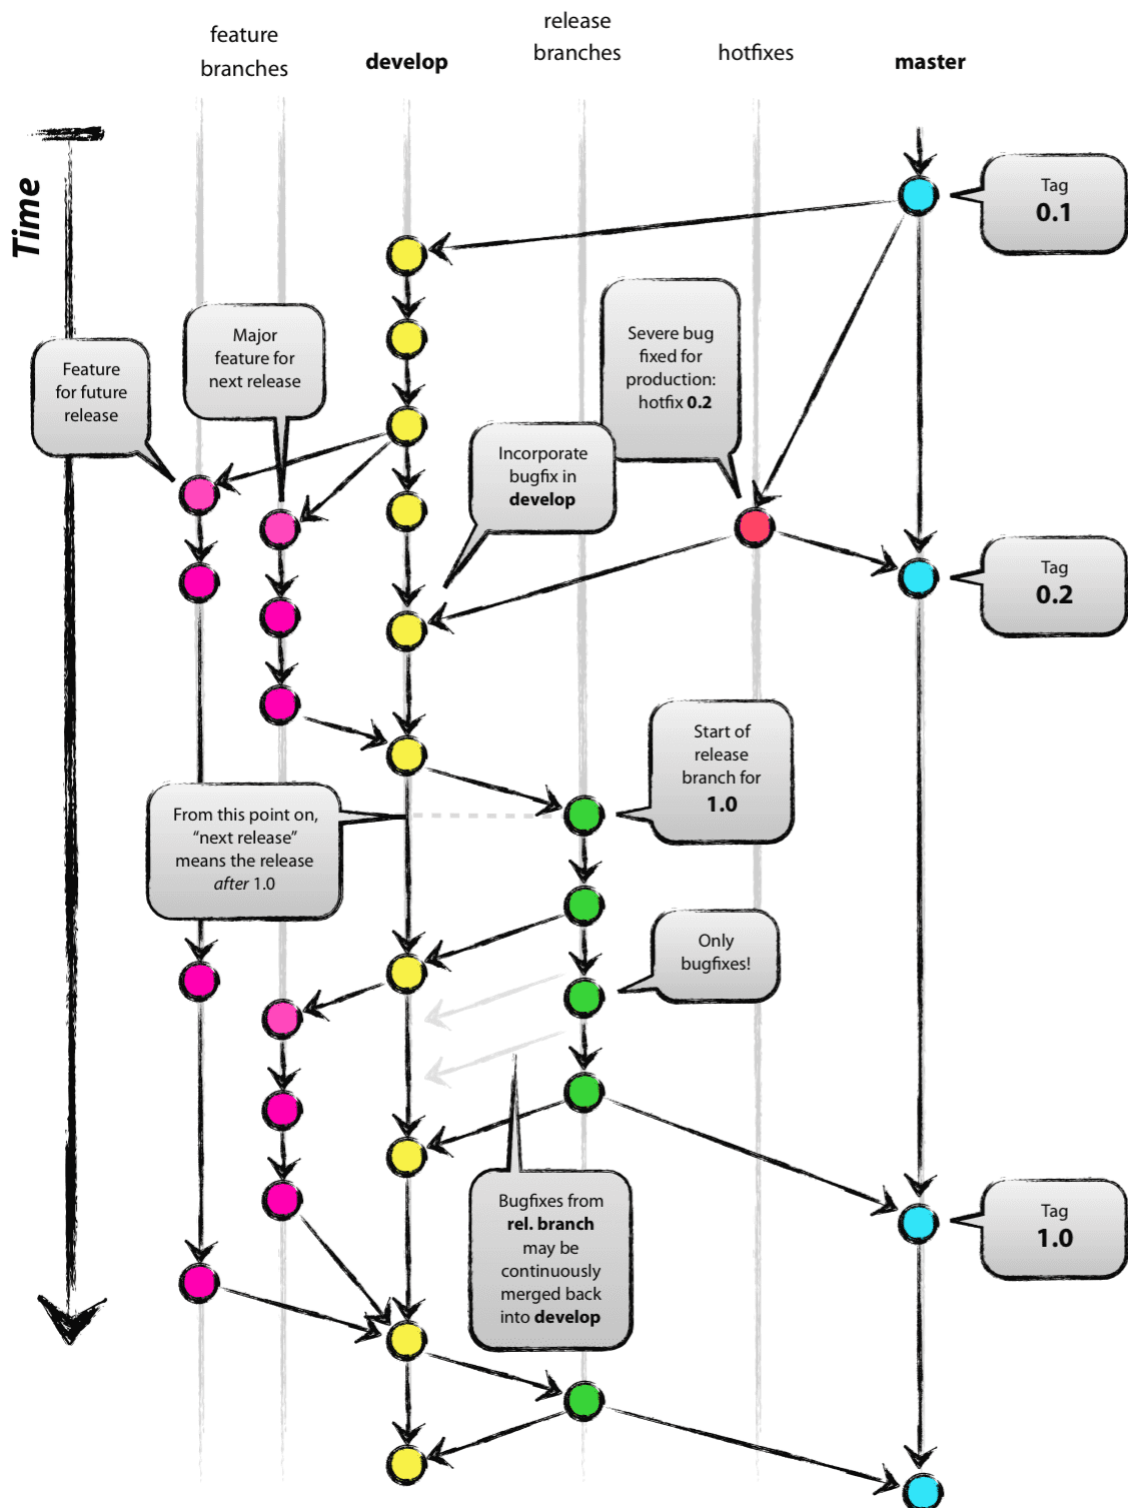 feature
branches
develop
release
branches
hotfixes
master
Time
Tag
0.1
Major
feature for
next release
Feature
for future
release
Severe bug
fixed for
production:
hotfix 0.2
Incorporate
bugfix in
develop
Tag
0.2
Start of
release
branch for
1.0
From this point on,
“next release”
means the release
after 1.0
Only
bugfixes!
Bugfixes from
rel. branch
may be
continuously
merged back
into develop
Tag
1.0